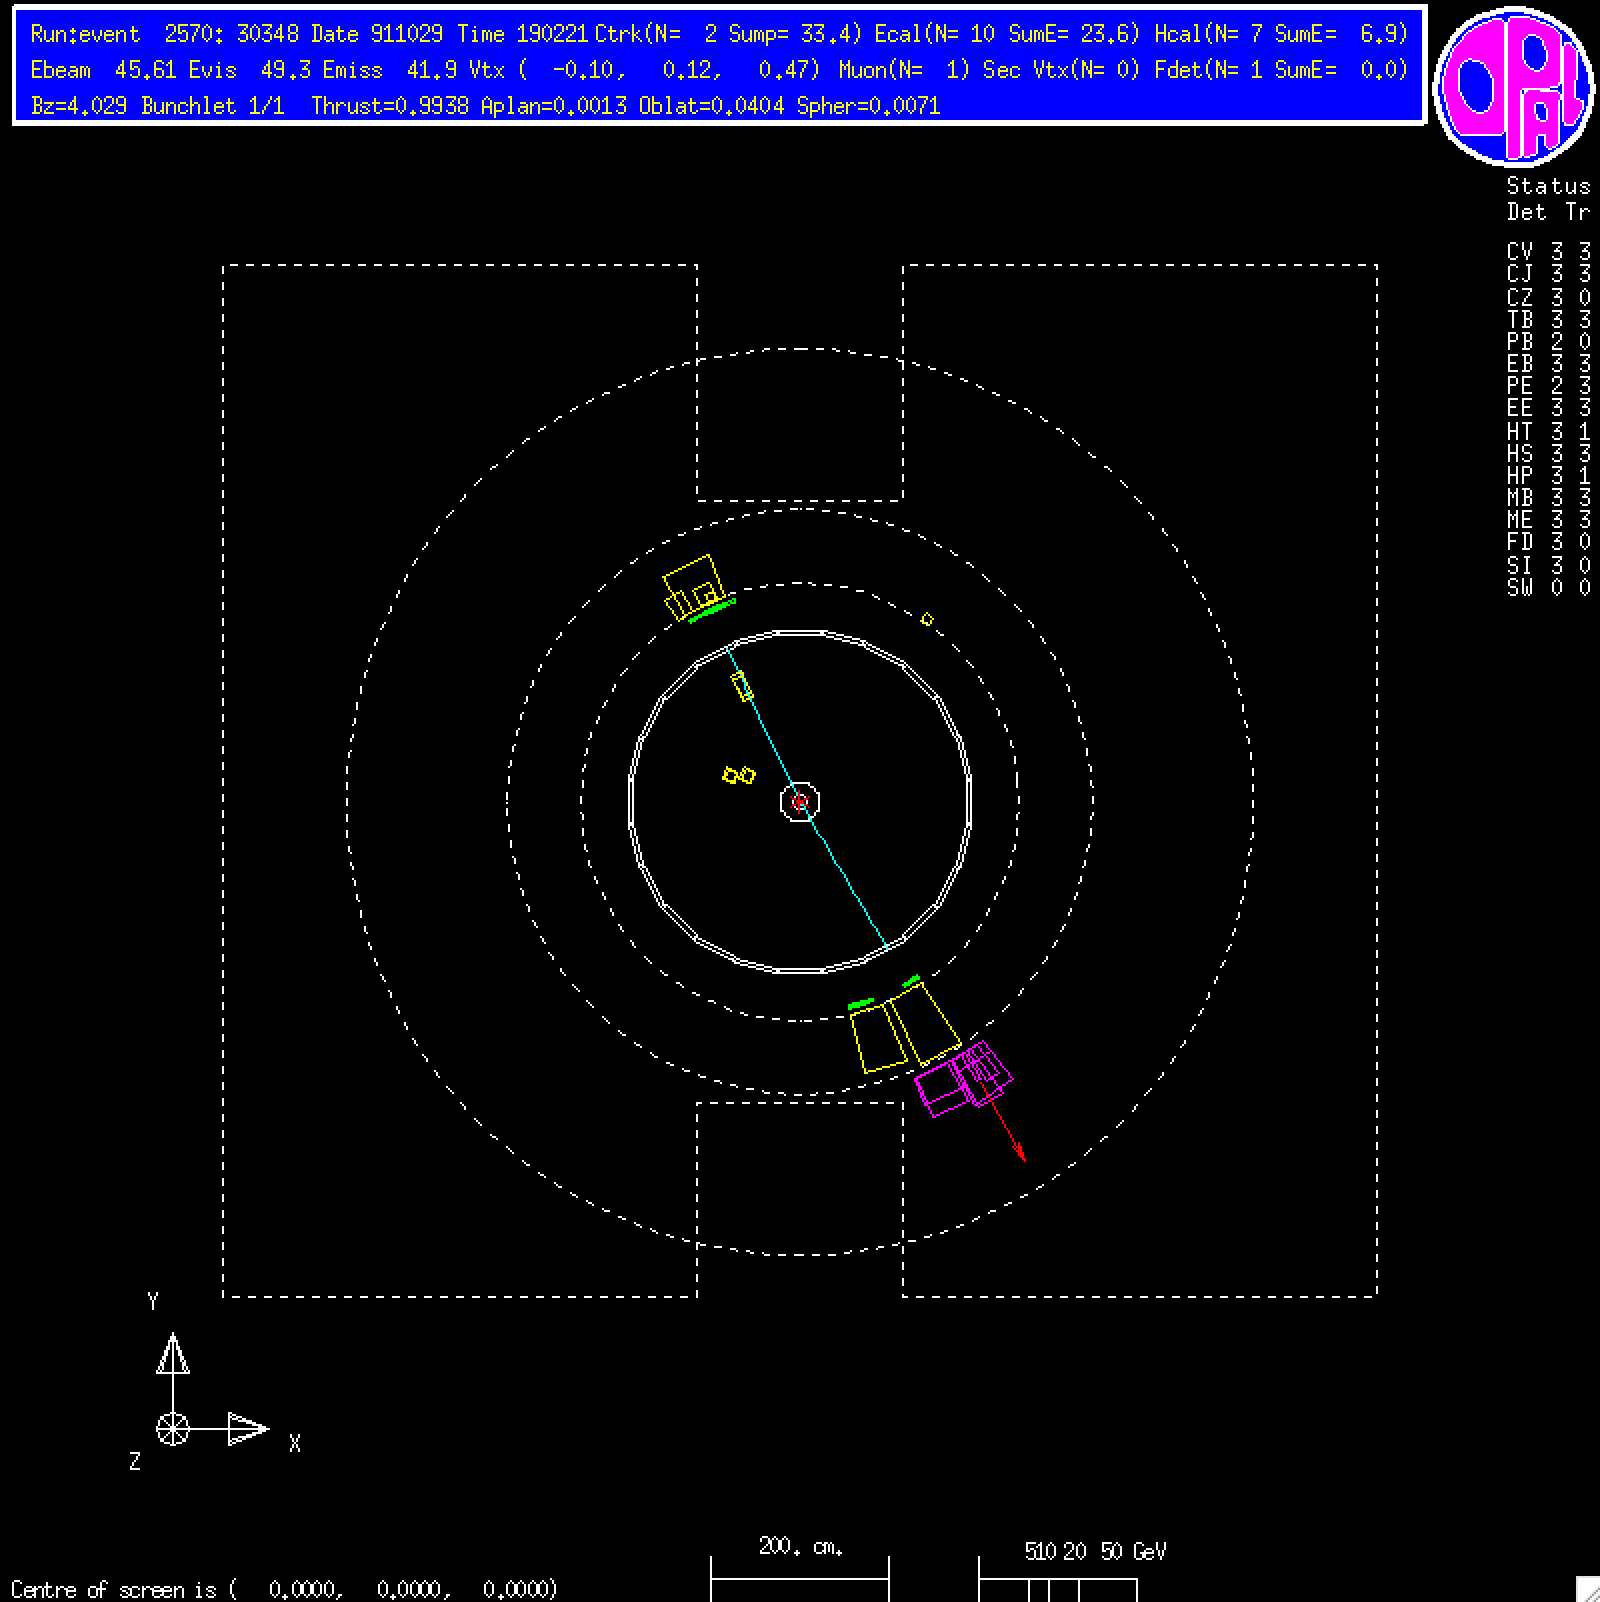 Run:event 2570: 30348 Date 911029 Time 190221 Ctrk(N= 2 Sump= 33.4) Ecal(N= 10 SumE= 23.6) Hcal(N= 7 SumE= 6.9)
Ebeam 45.61 Evis 49.3 Emiss 41.9 Vtx ( -0.10, 0.12, 0.47) Muon(N= 1) Sec Vtx(N= 0) Fdet(N= 1 SumE= 0.0)
Bz=4.029 Bunchlet 1/1 Thrust=0.9938 Aplan=0.0013 Oblat=0.0404 Spher=0.0071
OPAL
Status
Det Tr
CV 3 3
CJ 3 3
CZ 3 0
TB 3 3
PB 2 0
EB 3 3
PE 2 3
EE 3 3
HT 3 1
HS 3 3
HP 3 1
MB 3 3
ME 3 3
FD 3 0
SI 3 0
SW 0 0
Y
X
Z
200. cm.
5 10 20 50 GeV
Centre of screen is ( 0.0000, 0.0000, 0.0000)